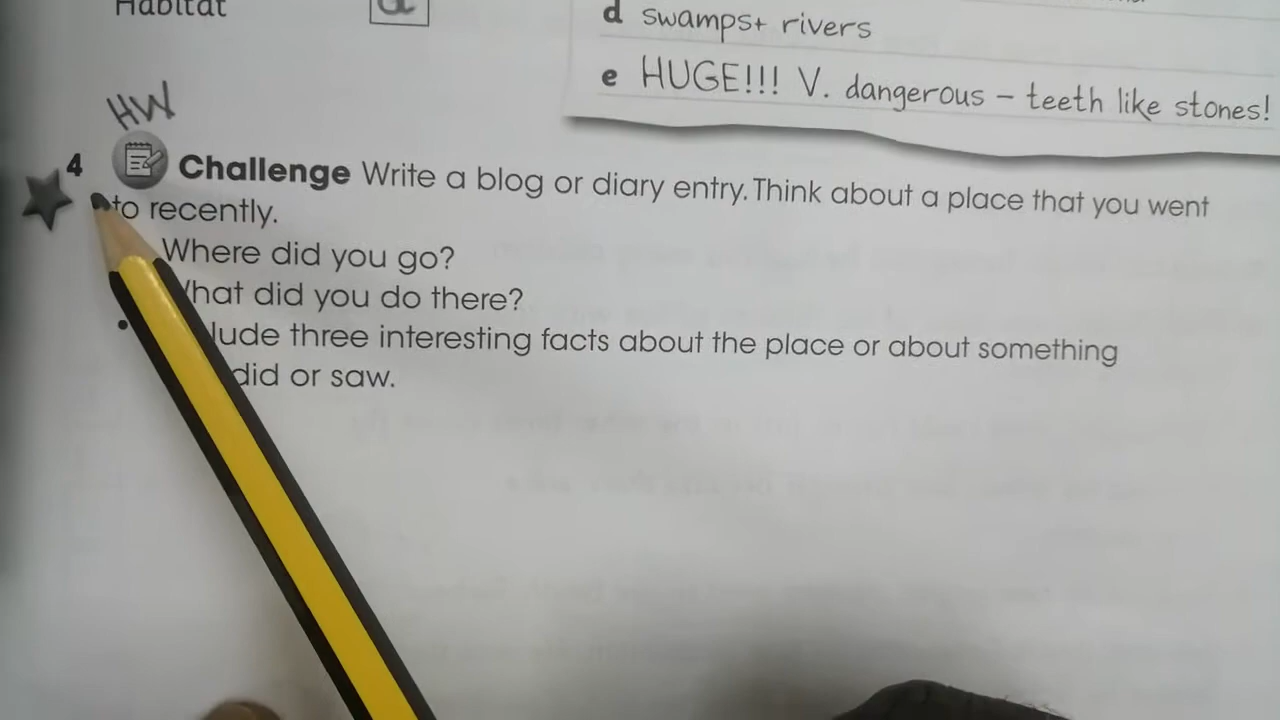 Habitat
a
d swamps+ rivers
e HUGE!!! V. dangerous – teeth like stones!
HW
4 Challenge Write a blog or diary entry. Think about a place that you went
to recently.
Where did you go?
hat did you do there?
• lude three interesting facts about the place or about something
did or saw.